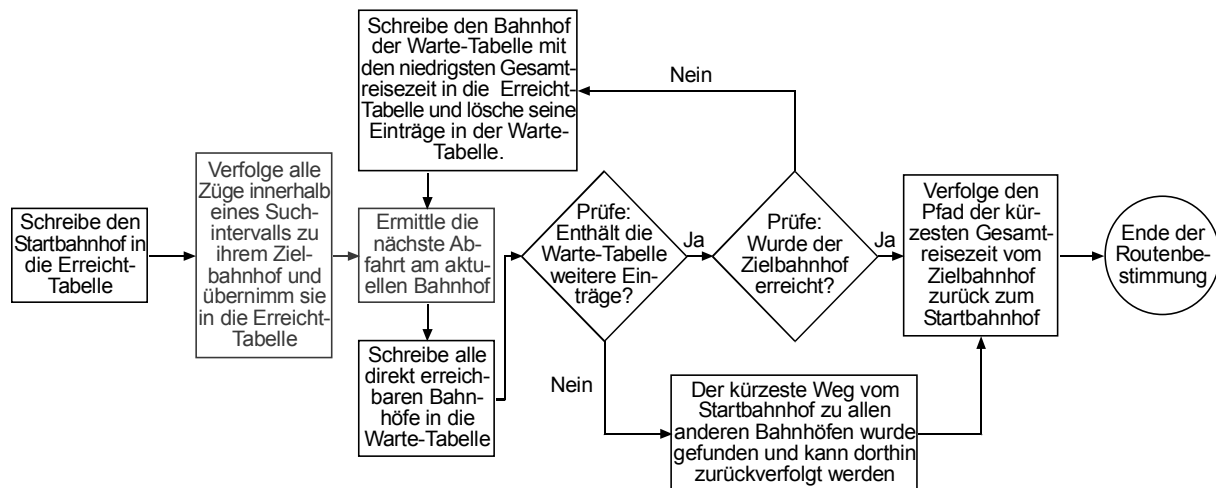 Schreibe den
Startbahnhof in
die Erreicht-
Tabelle
Verfolge alle
Züge innerhalb
eines Such-
intervalls zu
ihrem Ziel-
bahnhof und
übernimm sie
in die Erreicht-
Tabelle
Schreibe den Bahnhof
der Warte-Tabelle mit
den niedrigsten Gesamt-
reisezeit in die Erreicht-
Tabelle und lösche seine
Einträge in der Warte-
Tabelle.
Ermittle die
nächste Ab-
fahrt am aktu-
ellen Bahnhof
Schreibe alle
direkt erreich-
baren Bahn-
höfe in die
Warte-Tabelle
Prüfe:
Enthält die
Warte-Tabelle
weitere Ein-
träge?
Ja
Nein
Prüfe:
Wurde der
Zielbahnhof
erreicht?
Nein
Ja
Der kürzeste Weg vom
Startbahnhof zu allen
anderen Bahnhöfen wurde
gefunden und kann dorthin
zurückverfolgt werden
Verfolge den
Pfad der kür-
zesten Gesamt-
reisezeit vom
Zielbahnhof
zurück zum
Startbahnhof
Ende der
Routenbe-
stimmung